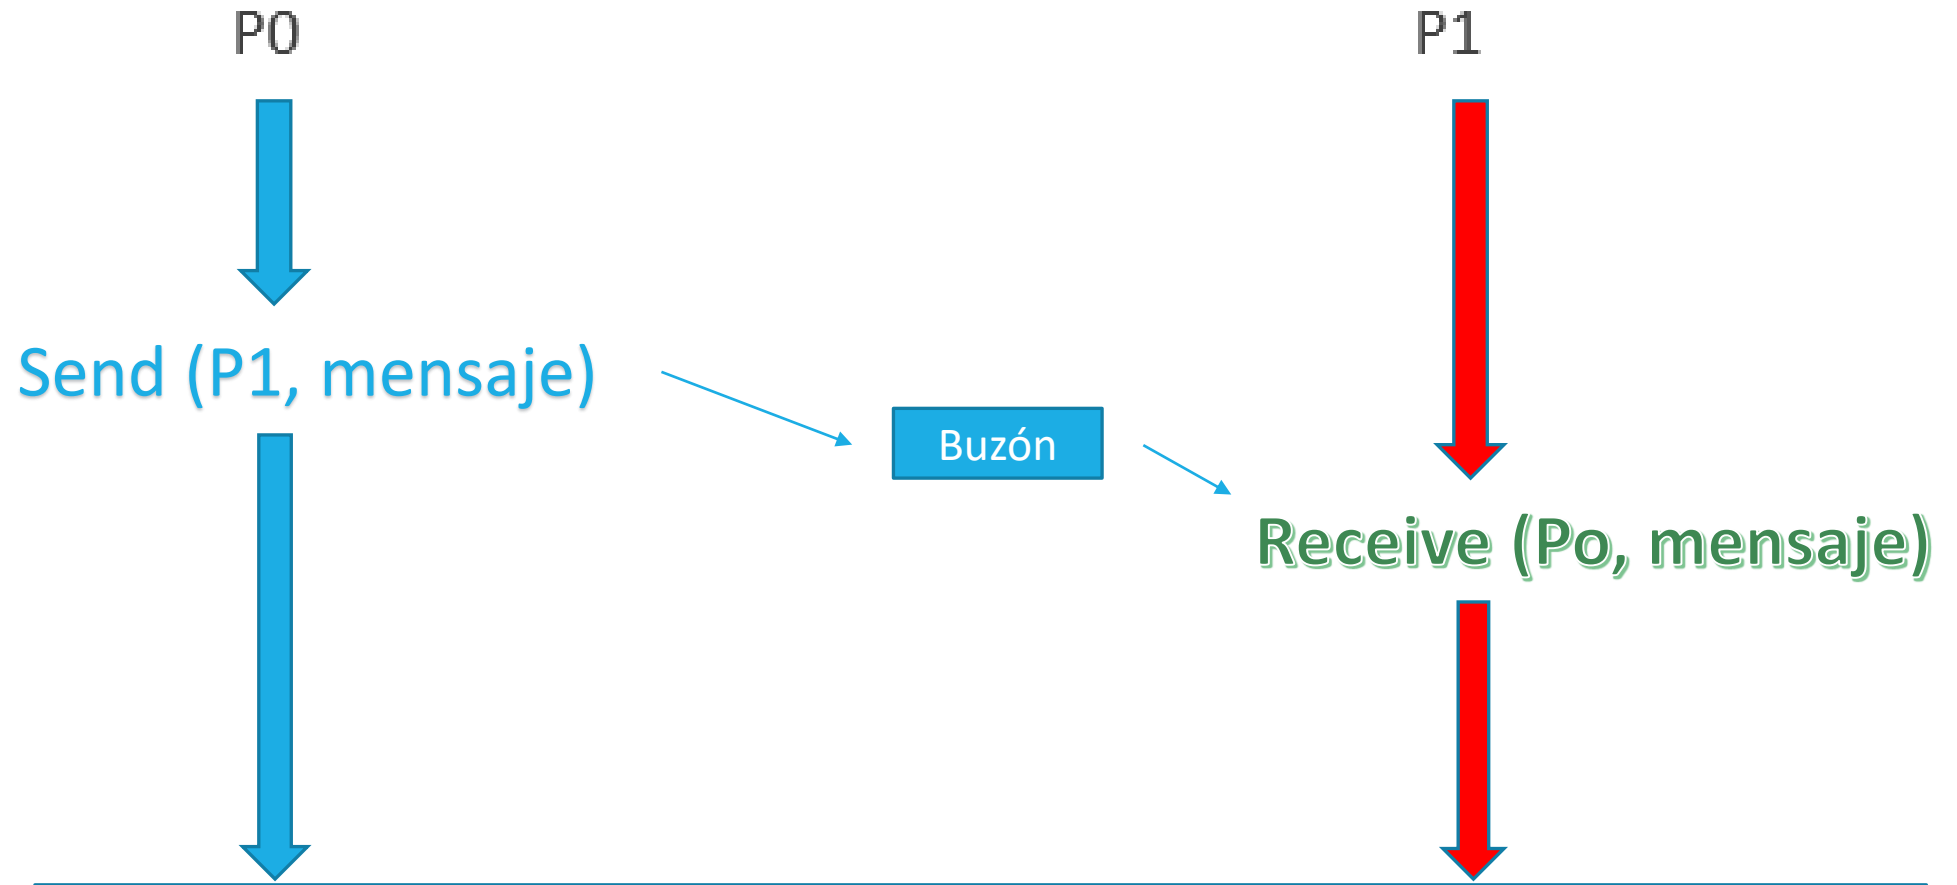 P0
P1
Send (P1, mensaje)
Buzón
Receive (Po, mensaje)